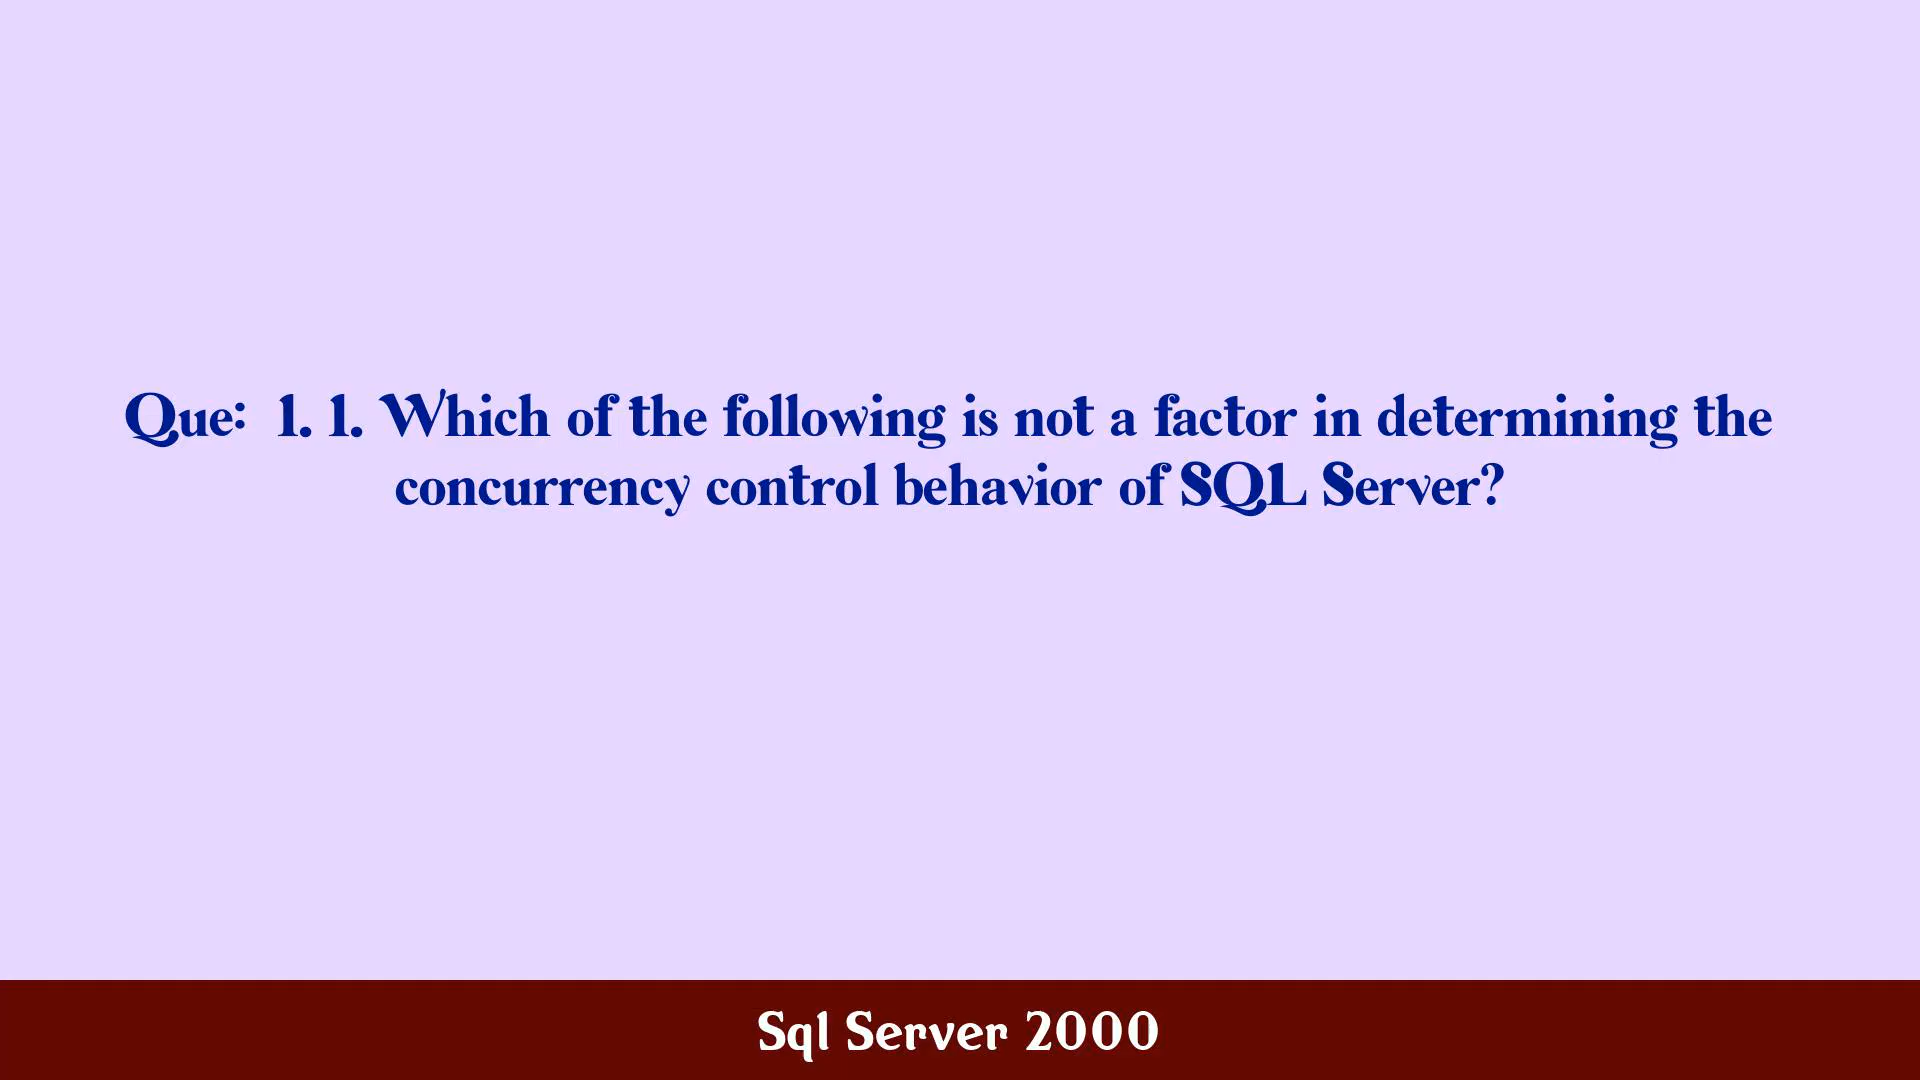 Que: 1. 1. Which of the following is not a factor in determining the
concurrency control behavior of SQL Server?
Sql Server 2000